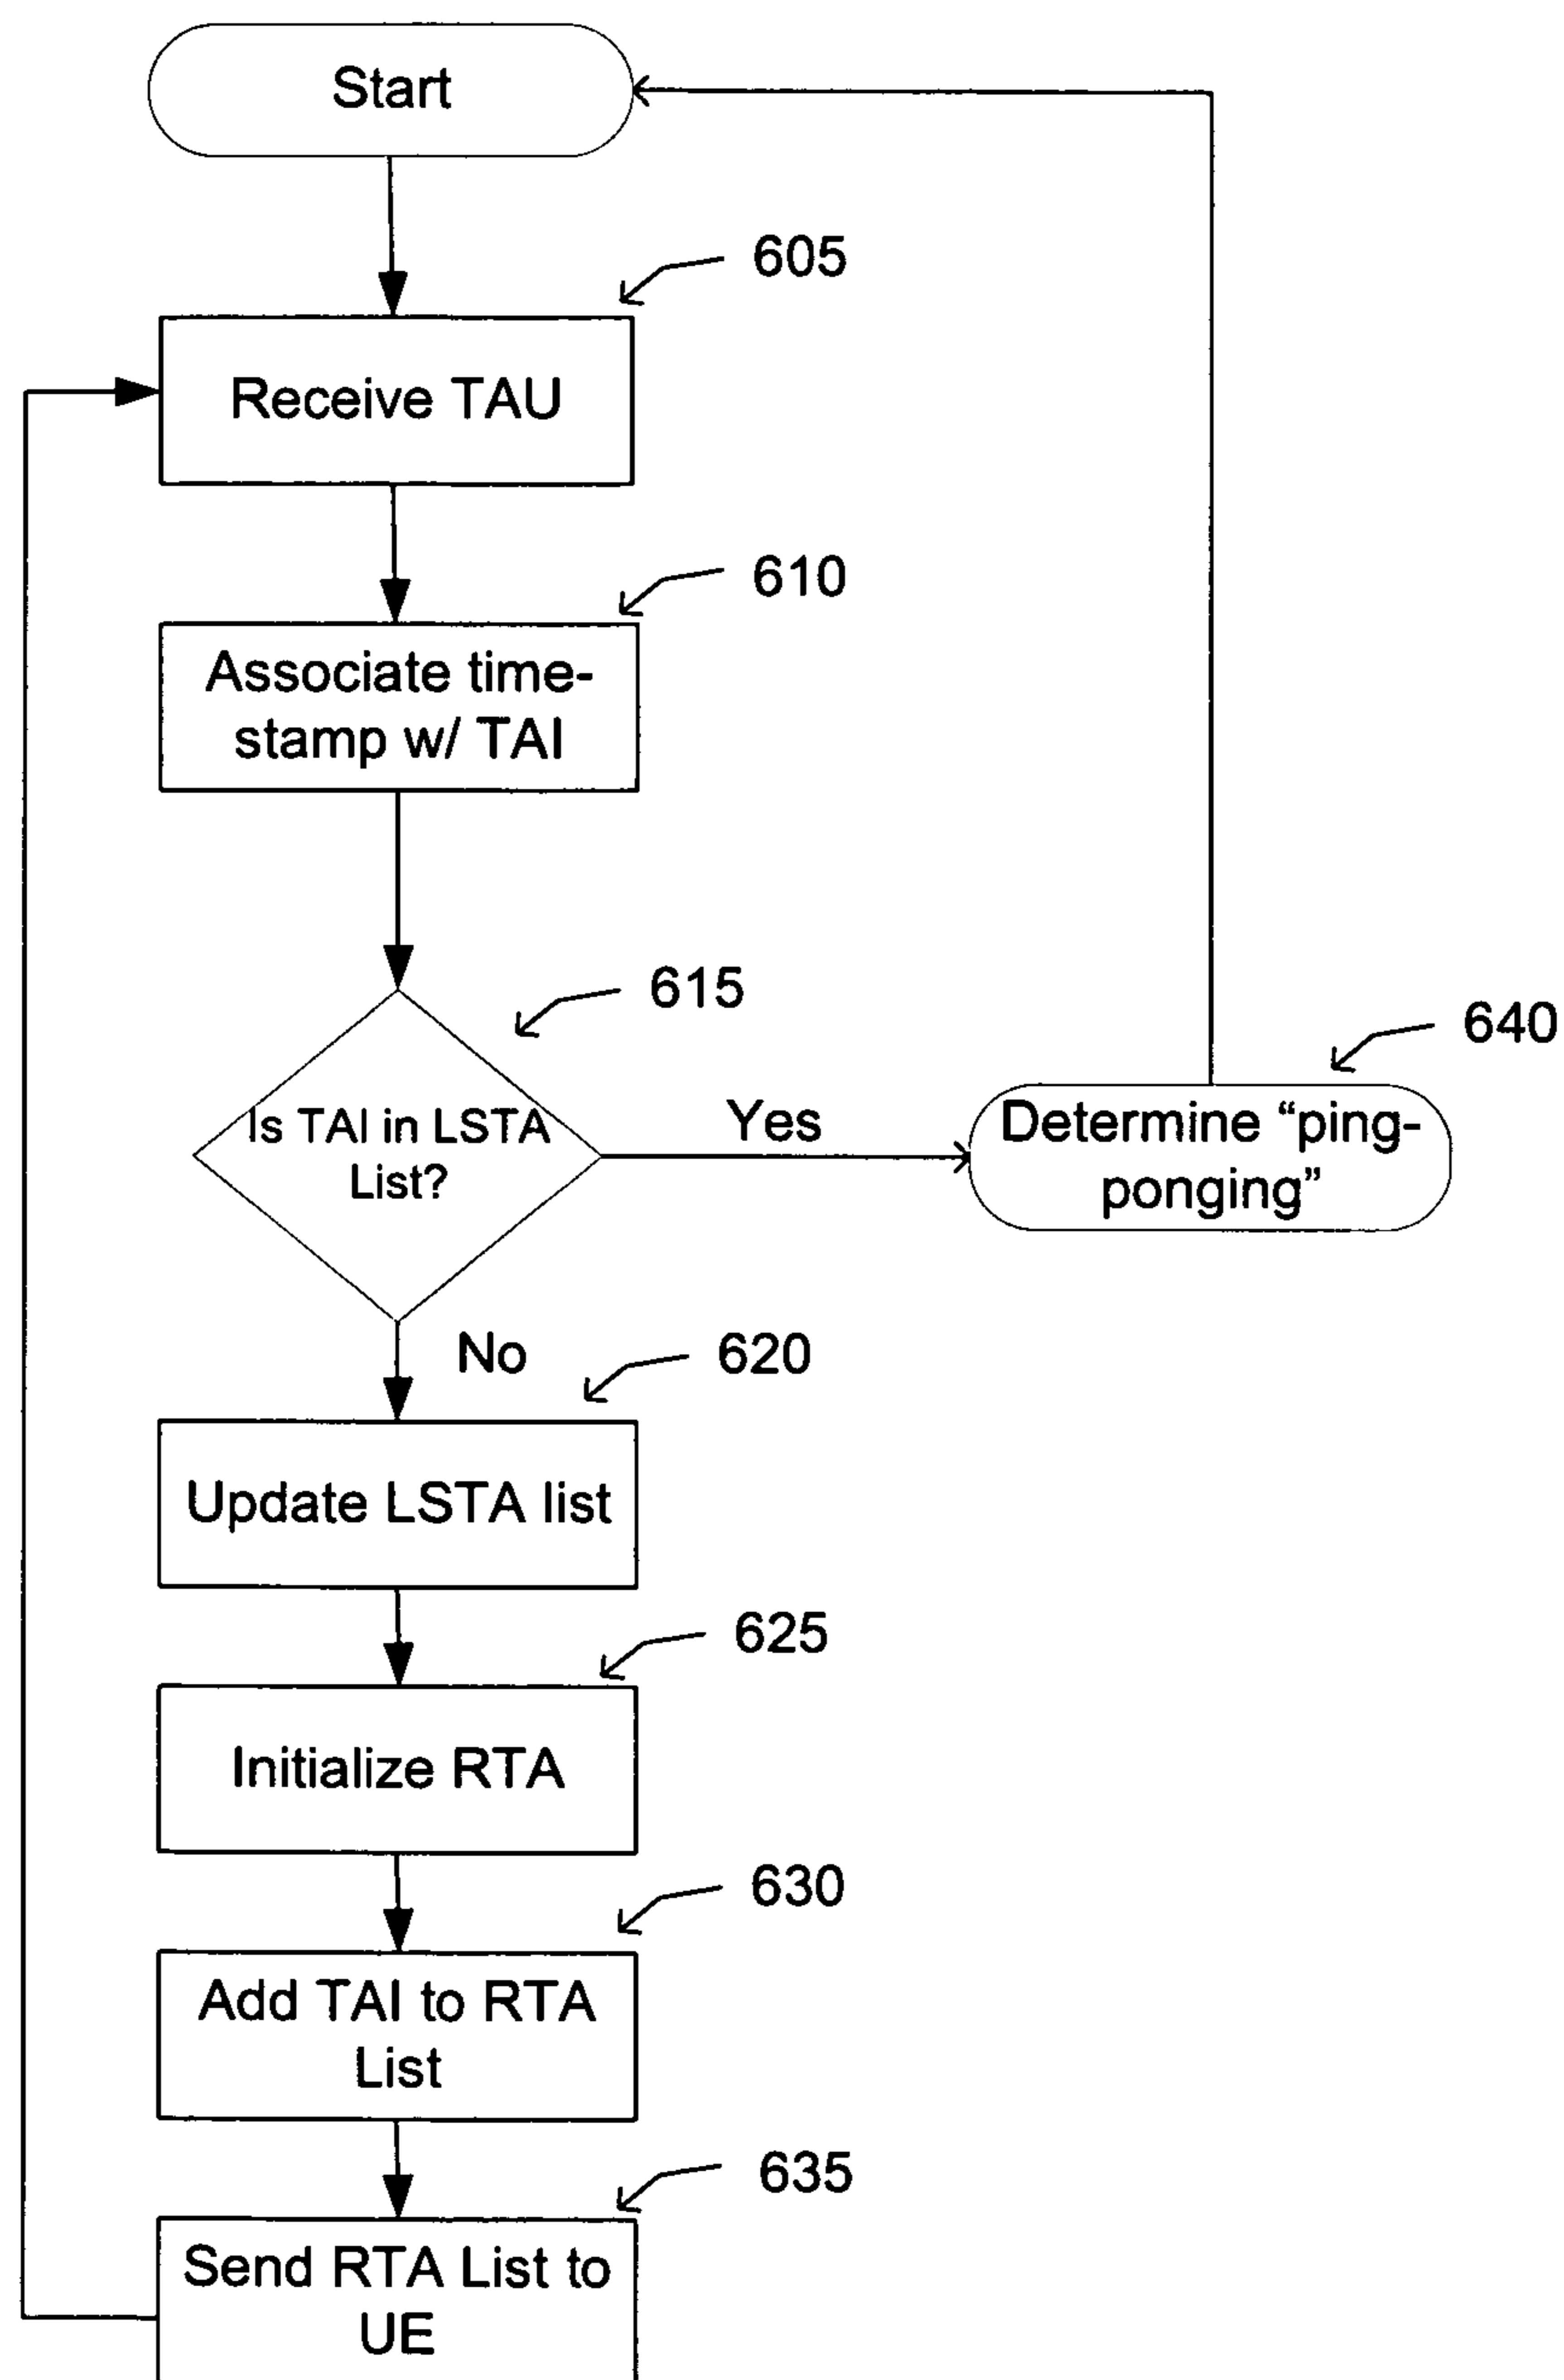 Start
605
Receive TAU
610
Associate time-
stamp w/ TAI
615
Is TAI in LSTA
List?
Yes
640
Determine “ping-
ponging”
No
620
Update LSTA list
625
Initialize RTA
630
Add TAI to RTA
List
635
Send RTA List to
UE